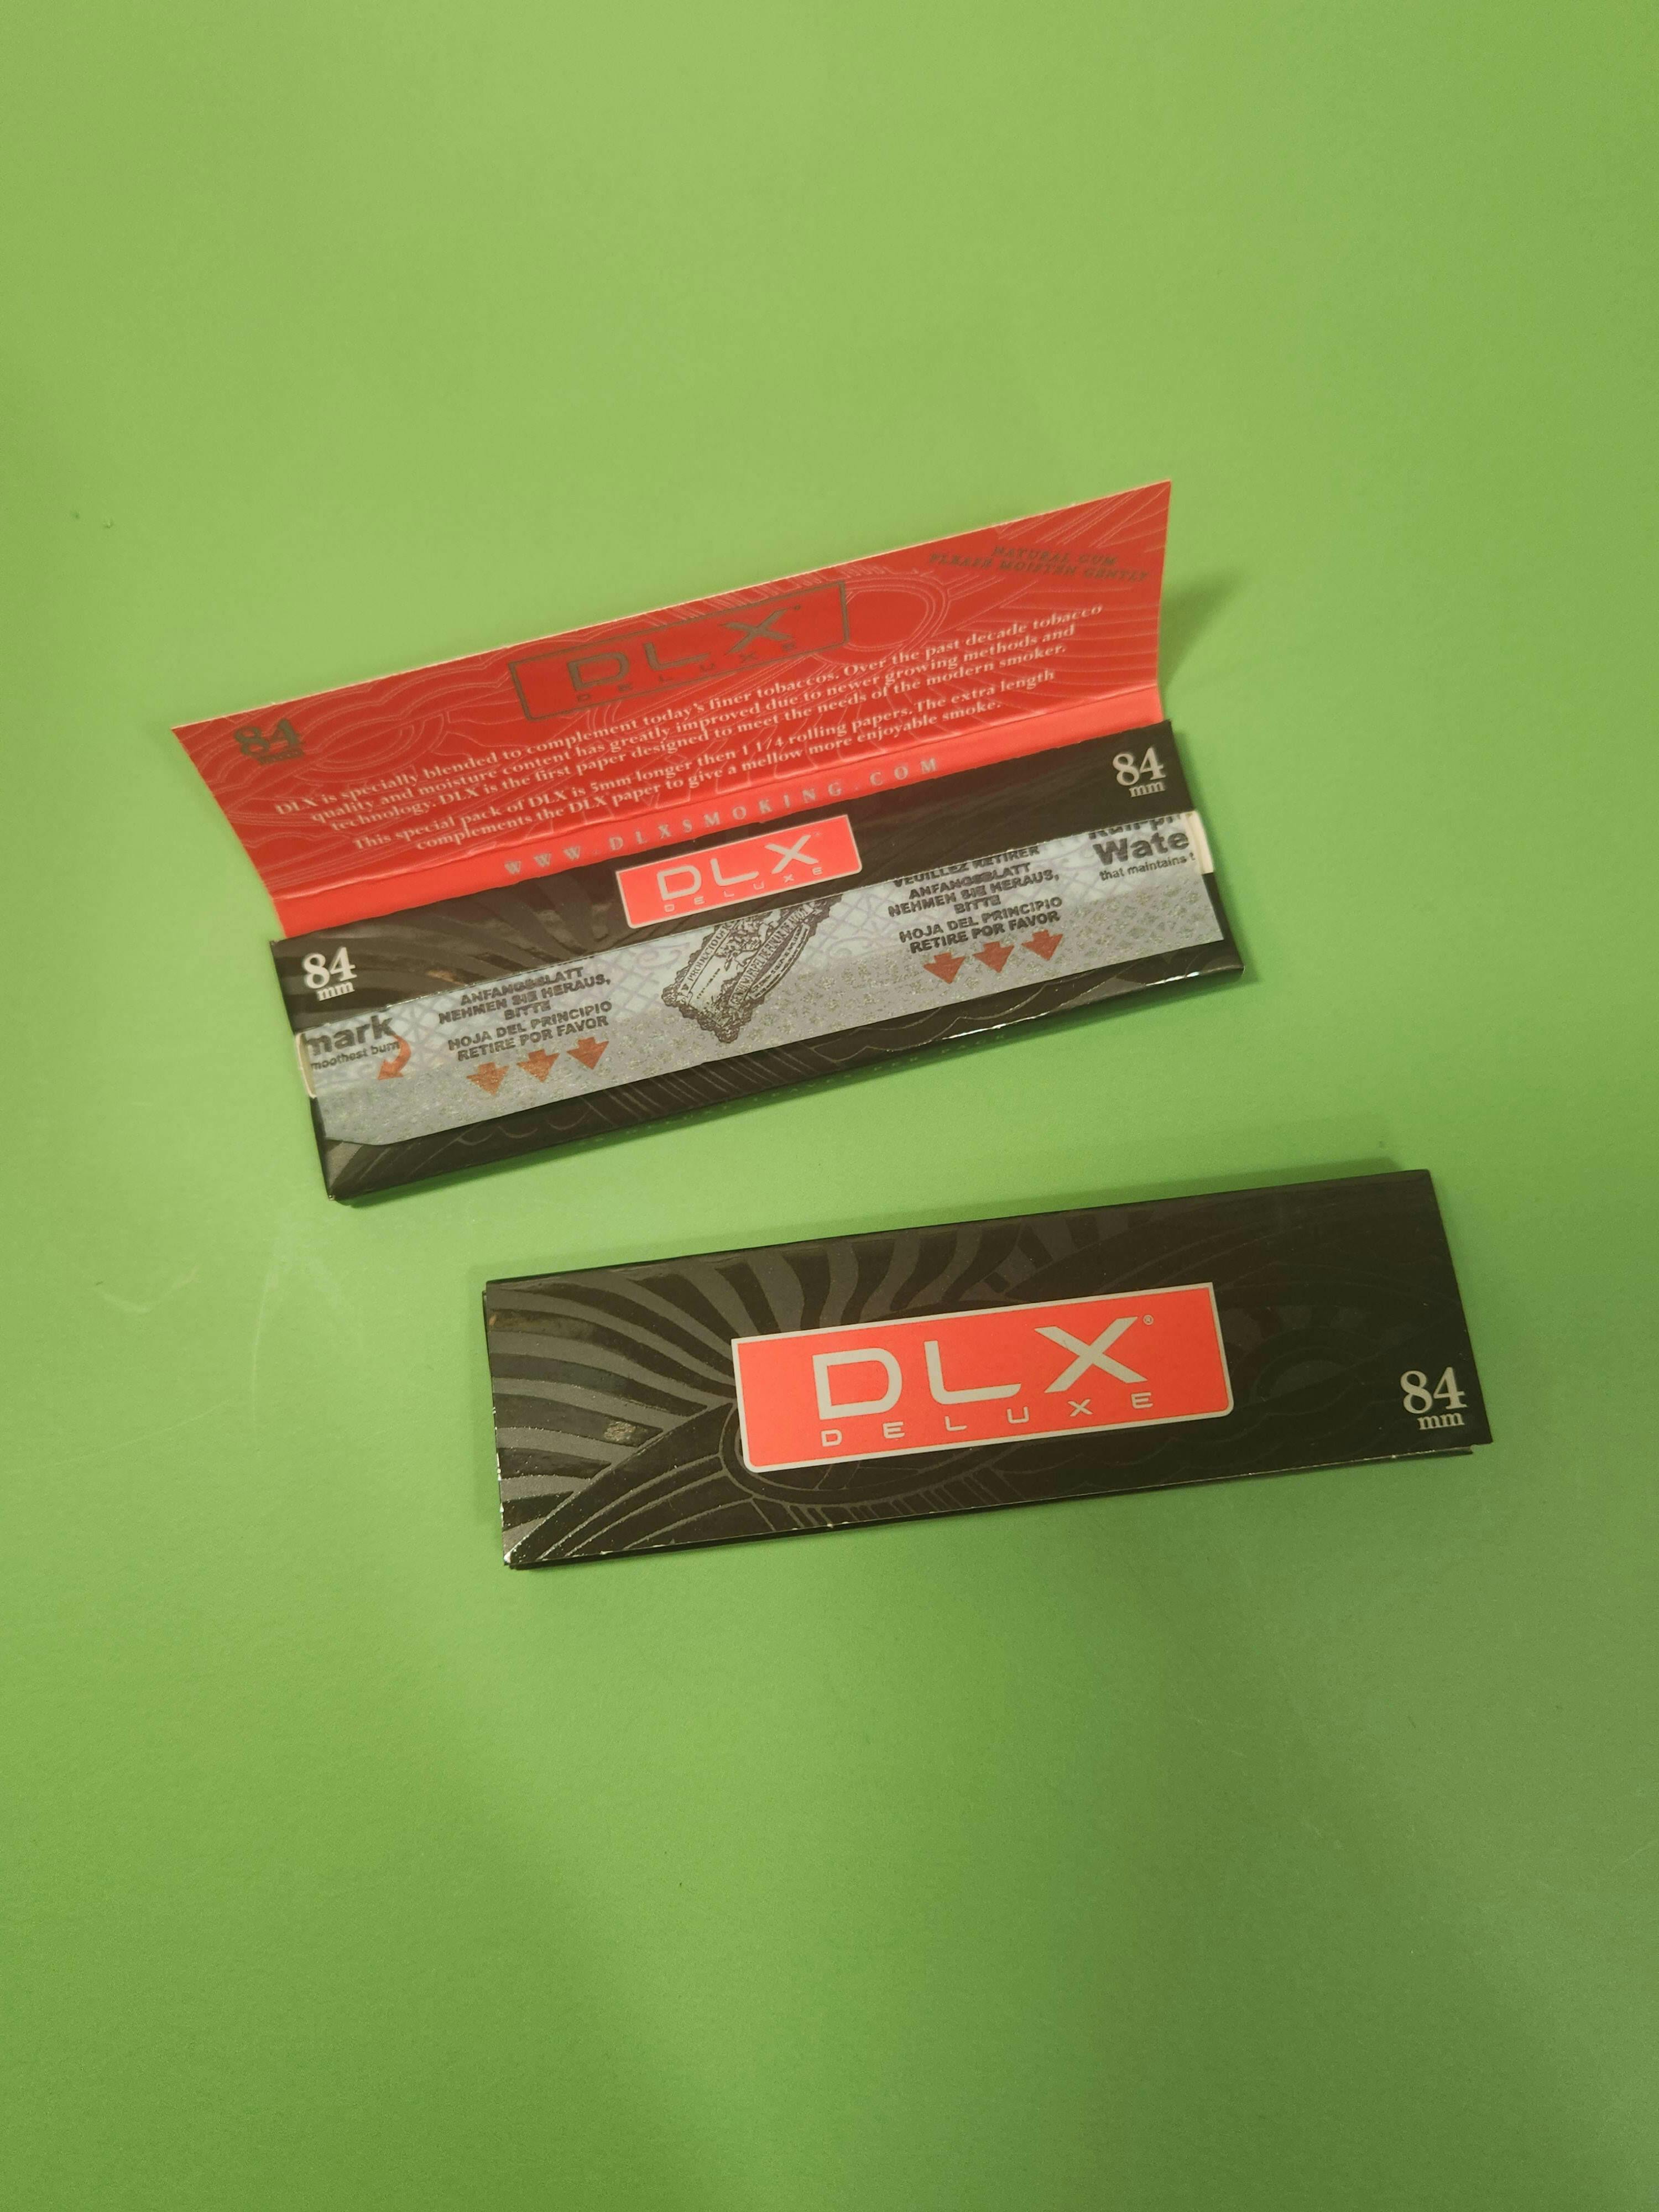 NATURAL GUM
PLEASE MOISTEN GENTLY
DLX
DELUXE
84
mm
DLX is specially blended to complement today's finer tobaccos. Over the past decade tobacco
quality and moisture content has greatly improved due to newer growing methods and
technology. DLX is the first paper designed to meet the needs of the modern smoker.
This special pack of DLX is 5mm longer then 1 1/4 rolling papers. The extra length
complements the DLX paper to give a mellow more enjoyable smoke.
WWW.DLXSMOKING.COM
84
mm
DLX
DELUXE
84
mm
Wate
that maintains t
VEUILLEZ RETIRER
ANFANGSBLATT
NEHMEN SIE HERAUS,
BITTE
HOJA DEL PRINCIPIO
RETIRE POR FAVOR
ANFANGSBLATT
NEHMEN SIE HERAUS,
BITTE
HOJA DEL PRINCIPIO
RETIRE POR FAVOR
mark
moothest burn
DLX®
DELUXE
84
mm